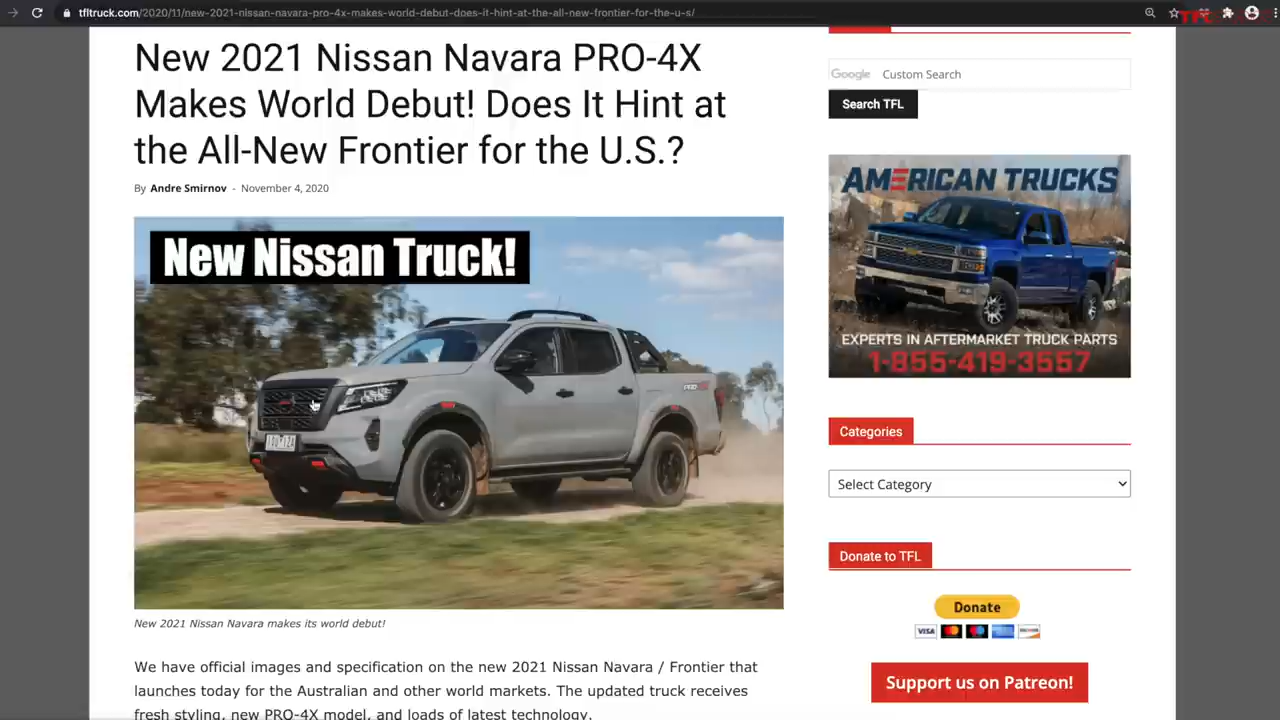 tfltruck.com/2020/11/new-2021-nissan-navara-pro-4x-makes-world-debut-does-it-hint-at-the-all-new-frontier-for-the-u-s/
New 2021 Nissan Navara PRO-4X
Makes World Debut! Does It Hint at
the All-New Frontier for the U.S.?
By Andre Smirnov - November 4, 2020
New Nissan Truck!
New 2021 Nissan Navara makes its world debut!
We have official images and specification on the new 2021 Nissan Navara / Frontier that
launches today for the Australian and other world markets. The updated truck receives
fresh styling, new PRO-4X model, and loads of latest technology.
Google Custom Search
Search TFL
AMERICAN TRUCKS
EXPERTS IN AFTERMARKET TRUCK PARTS
1-855-419-3557
Categories
Select Category
Donate to TFL
Donate
VISA
Support us on Patreon!